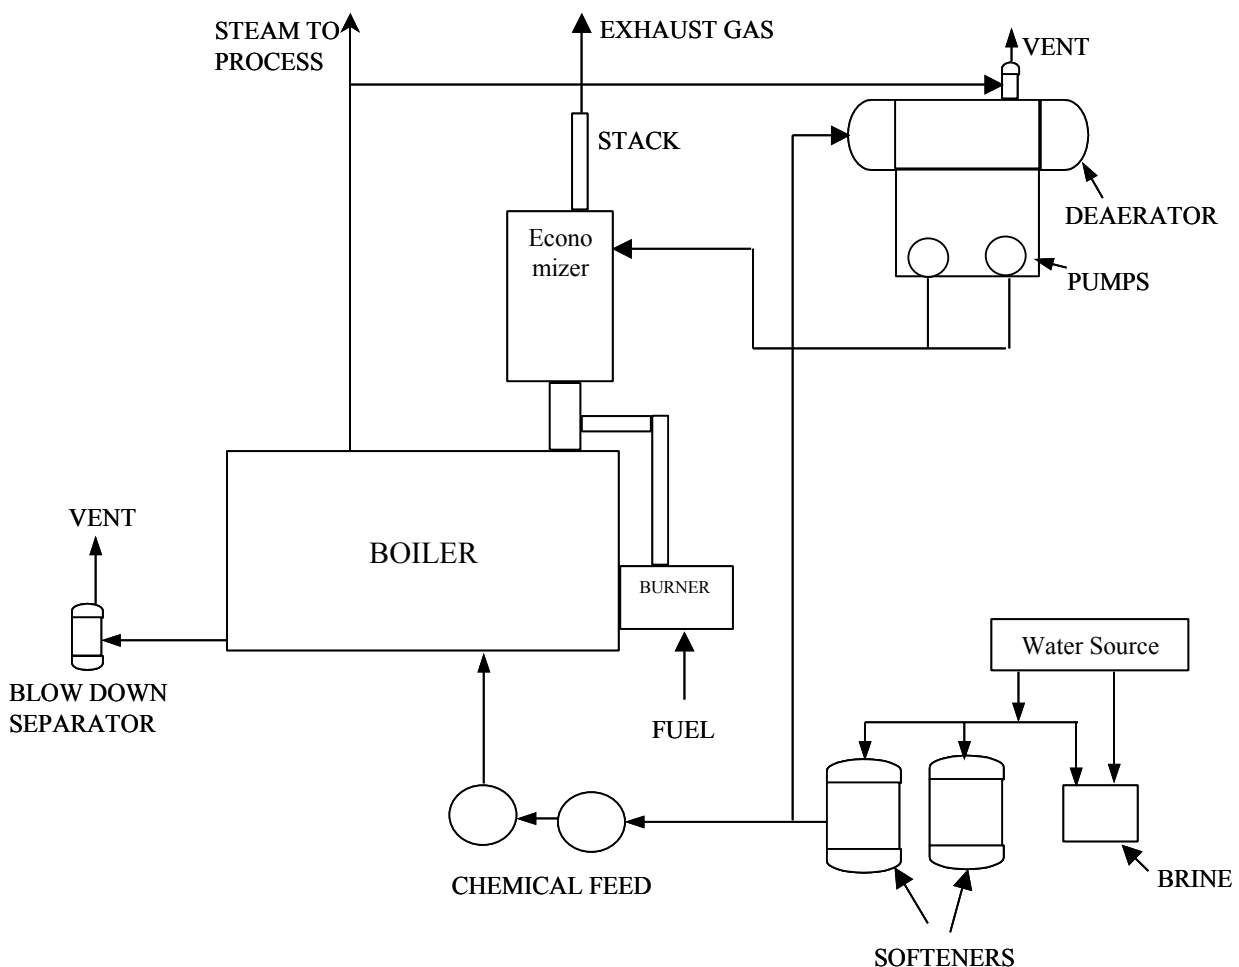 STEAM TO
PROCESS
EXHAUST GAS
VENT
STACK
DEAERATOR
Econo
mizer
PUMPS
VENT
BOILER
BURNER
Water Source
BLOW DOWN
SEPARATOR
FUEL
CHEMICAL FEED
BRINE
SOFTENERS